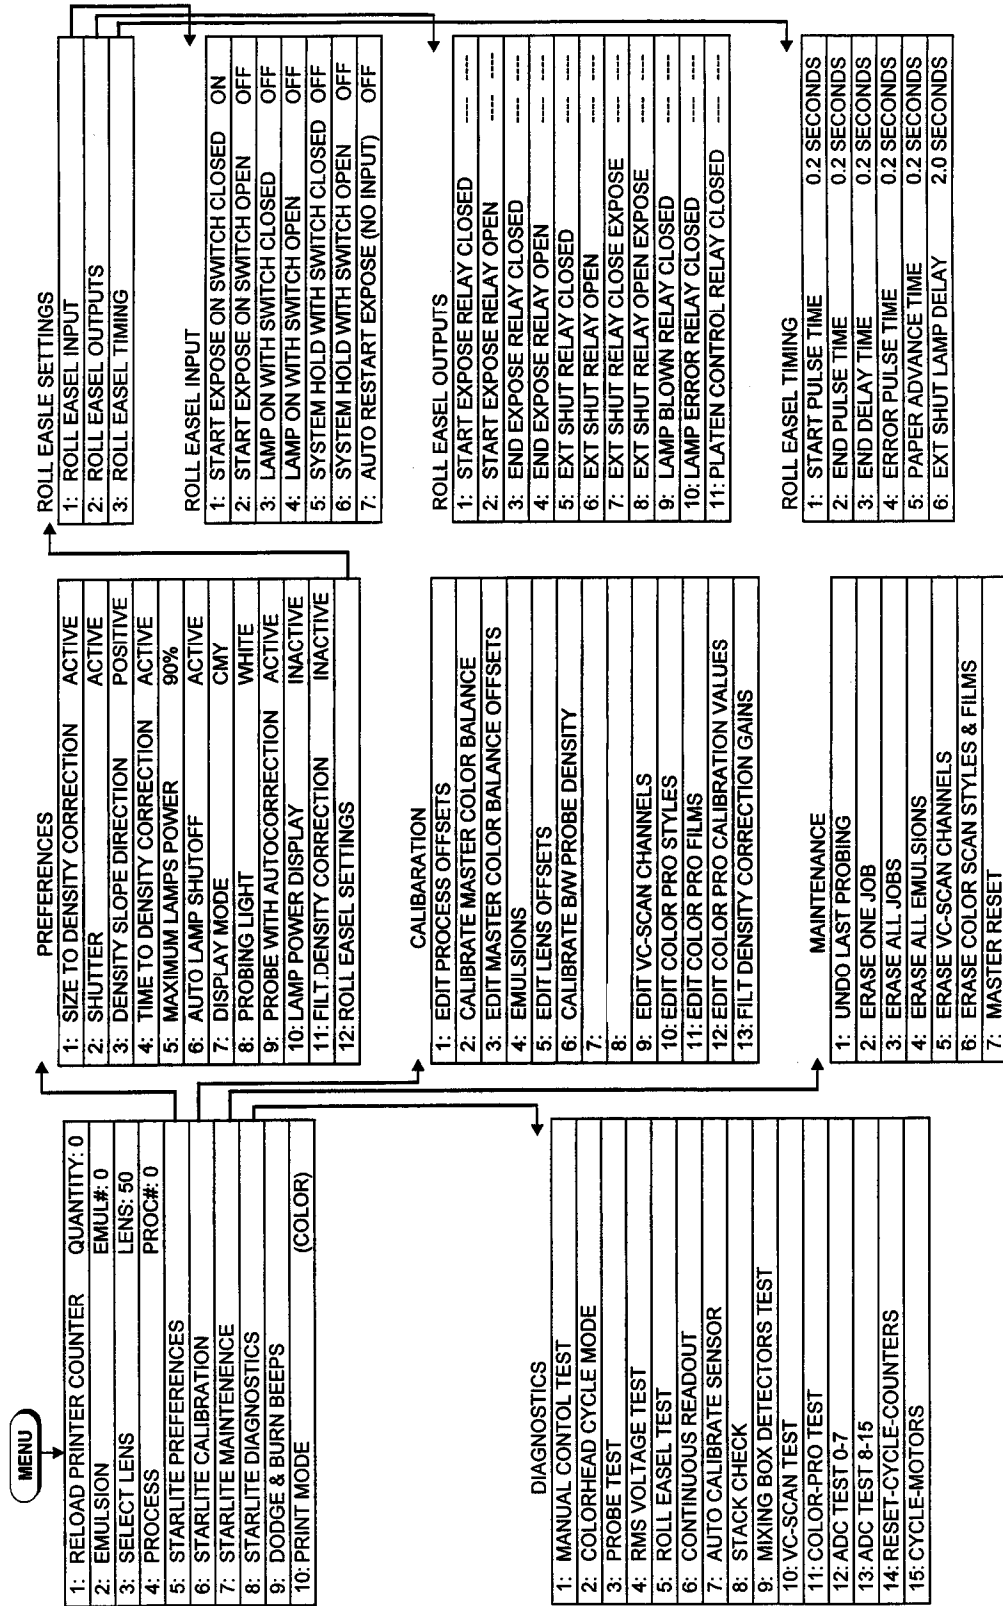 MENU
1: RELOAD PRINTER COUNTER QUANTITY: 0
2: EMULSION EMUL#: 0
3: SELECT LENS LENS: 50
4: PROCESS PROC#: 0
5: STARLITE PREFERENCES
6: STARLITE CALIBRATION
7: STARLITE MAINTENENCE
8: STARLITE DIAGNOSTICS
9: DODGE & BURN BEEPS
10: PRINT MODE (COLOR)
DIAGNOSTICS
1: MANUAL CONTOL TEST
2: COLORHEAD CYCLE MODE
3: PROBE TEST
4: RMS VOLTAGE TEST
5: ROLL EASEL TEST
6: CONTINUOUS READOUT
7: AUTO CALIBRATE SENSOR
8: STACK CHECK
9: MIXING BOX DETECTORS TEST
10: VC-SCAN TEST
11: COLOR-PRO TEST
12: ADC TEST 0-7
13: ADC TEST 8-15
14: RESET-CYCLE-COUNTERS
15: CYCLE-MOTORS
PREFERENCES
1: SIZE TO DENSITY CORRECTION ACTIVE
2: SHUTTER ACTIVE
3: DENSITY SLOPE DIRECTION POSITIVE
4: TIME TO DENSITY CORRECTION ACTIVE
5: MAXIMUM LAMPS POWER 90%
6: AUTO LAMP SHUTOFF ACTIVE
7: DISPLAY MODE CMY
8: PROBING LIGHT WHITE
9: PROBE WITH AUTOCORRECTION ACTIVE
10: LAMP POWER DISPLAY INACTIVE
11: FILT.DENSITY CORRECTION INACTIVE
12: ROLL EASEL SETTINGS
CALIBARATION
1: EDIT PROCESS OFFSETS
2: CALIBRATE MASTER COLOR BALANCE
3: EDIT MASTER COLOR BALANCE OFFSETS
4: EMULSIONS
5: EDIT LENS OFFSETS
6: CALIBRATE B/W PROBE DENSITY
7:
8:
9: EDIT VC-SCAN CHANNELS
10: EDIT COLOR PRO STYLES
11: EDIT COLOR PRO FILMS
12: EDIT COLOR PRO CALIBRATION VALUES
13: FILT DENSITY CORRECTION GAINS
MAINTENANCE
1: UNDO LAST PROBING
2: ERASE ONE JOB
3: ERASE ALL JOBS
4: ERASE ALL EMULSIONS
5: ERASE VC-SCAN CHANNELS
6: ERASE COLOR SCAN STYLES & FILMS
7: MASTER RESET
ROLL EASLE SETTINGS
1: ROLL EASEL INPUT
2: ROLL EASEL OUTPUTS
3: ROLL EASEL TIMING
ROLL EASEL INPUT
1: START EXPOSE ON SWITCH CLOSED ON
2: START EXPOSE ON SWITCH OPEN OFF
3: LAMP ON WITH SWITCH CLOSED OFF
4: LAMP ON WITH SWITCH OPEN OFF
5: SYSTEM HOLD WITH SWITCH CLOSED OFF
6: SYSTEM HOLD WITH SWITCH OPEN OFF
7: AUTO RESTART EXPOSE (NO INPUT) OFF
ROLL EASEL OUTPUTS
1: START EXPOSE RELAY CLOSED ---- ----
2: START EXPOSE RELAY OPEN ---- ----
3: END EXPOSE RELAY CLOSED ---- ----
4: END EXPOSE RELAY OPEN ---- ----
5: EXT SHUT RELAY CLOSED ---- ----
6: EXT SHUT RELAY OPEN ---- ----
7: EXT SHUT RELAY CLOSE EXPOSE ---- ----
8: EXT SHUT RELAY OPEN EXPOSE ---- ----
9: LAMP BLOWN RELAY CLOSED ---- ----
10: LAMP ERROR RELAY CLOSED ---- ----
11: PLATEN CONTROL RELAY CLOSED ---- ----
ROLL EASEL TIMING
1: START PULSE TIME 0.2 SECONDS
2: END PULSE TIME 0.2 SECONDS
3: END DELAY TIME 0.2 SECONDS
4: ERROR PULSE TIME 0.2 SECONDS
5: PAPER ADVANCE TIME 0.2 SECONDS
6: EXT SHUT LAMP DELAY 2.0 SECONDS